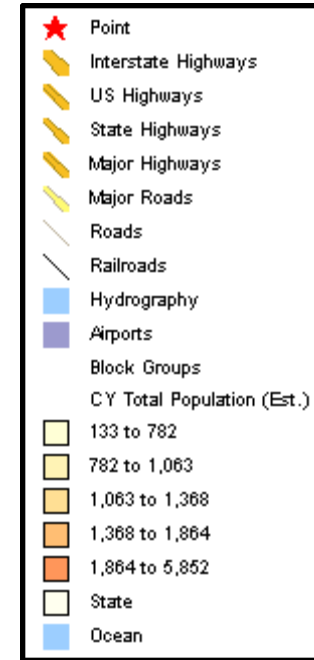 Point
Interstate Highways
US Highways
State Highways
Major Highways
Major Roads
Roads
Railroads
Hydrography
Airports
Block Groups
CY Total Population (Est.)
133 to 782
782 to 1,063
1,063 to 1,368
1,368 to 1,864
1,864 to 5,852
State
Ocean